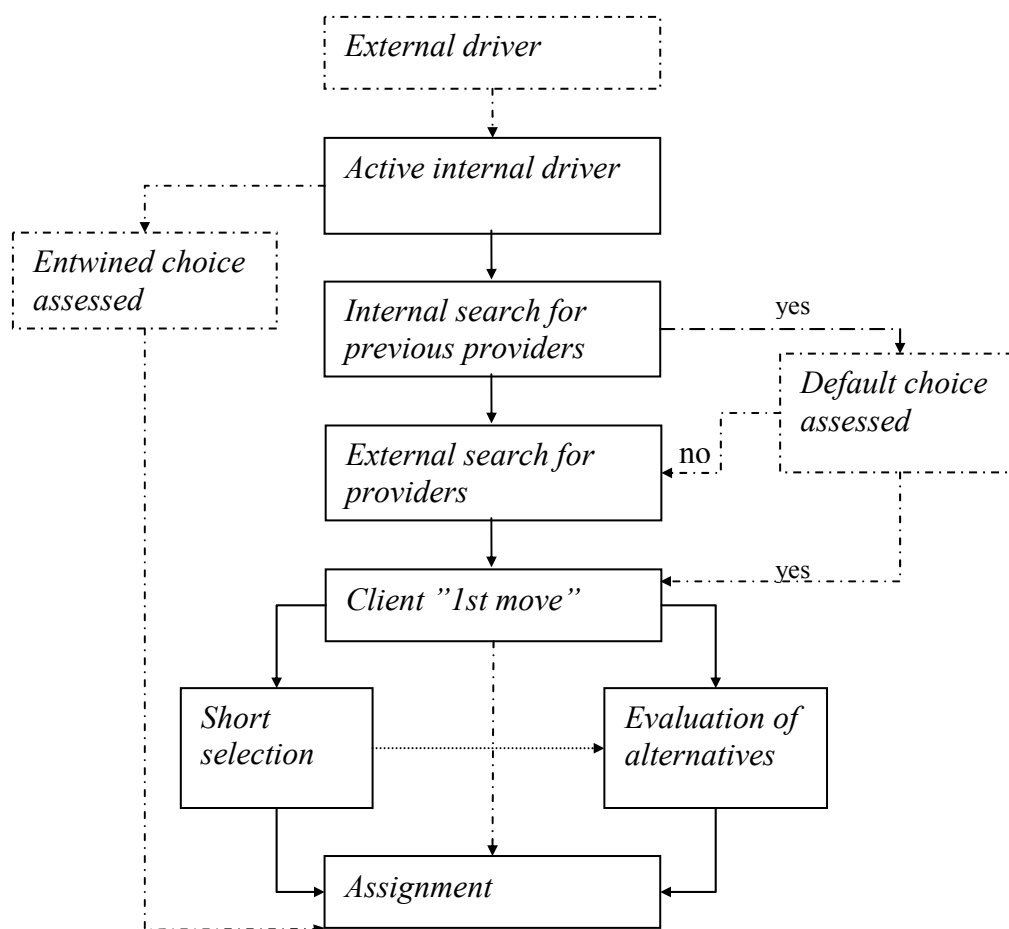 External driver
Active internal driver
Entwined choice
assessed
Internal search for
previous providers
yes
Default choice
assessed
External search for
providers
no
yes
Client ”1st move”
Short
selection
Evaluation of
alternatives
Assignment